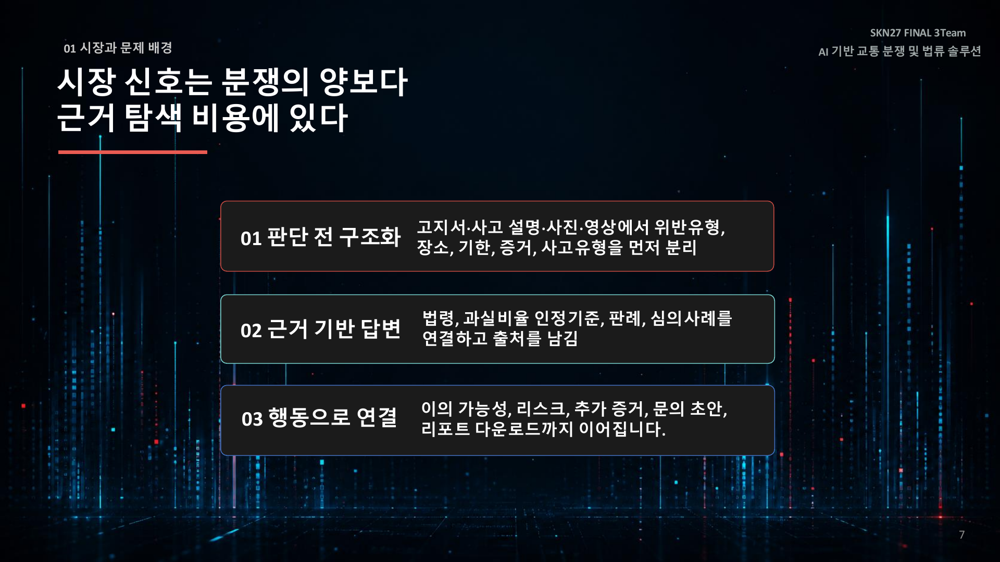 SKN27 FINAL 3Team
AI 기반 교통 분쟁 및 법류 솔루션
01 시장과 문제 배경
시장 신호는 분쟁의 양보다
근거 탐색 비용에 있다
01 판단 전 구조화
고지서·사고 설명·사진·영상에서 위반유형,
장소, 기한, 증거, 사고유형을 먼저 분리
02 근거 기반 답변
법령, 과실비율 인정기준, 판례, 심의사례를
연결하고 출처를 남김
03 행동으로 연결
이의 가능성, 리스크, 추가 증거, 문의 초안,
리포트 다운로드까지 이어집니다.
7